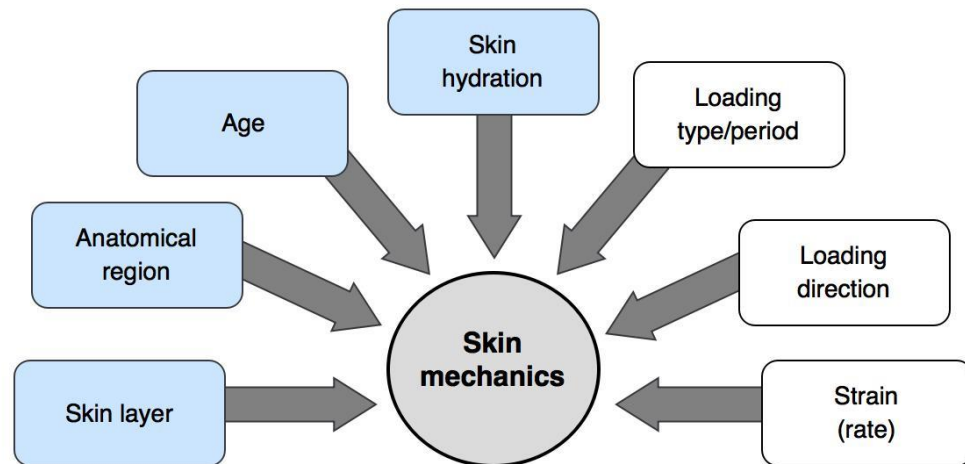 Skin
hydration
Loading
type/period
Age
Anatomical
region
Loading
direction
Skin
mechanics
Skin layer
Strain
(rate)